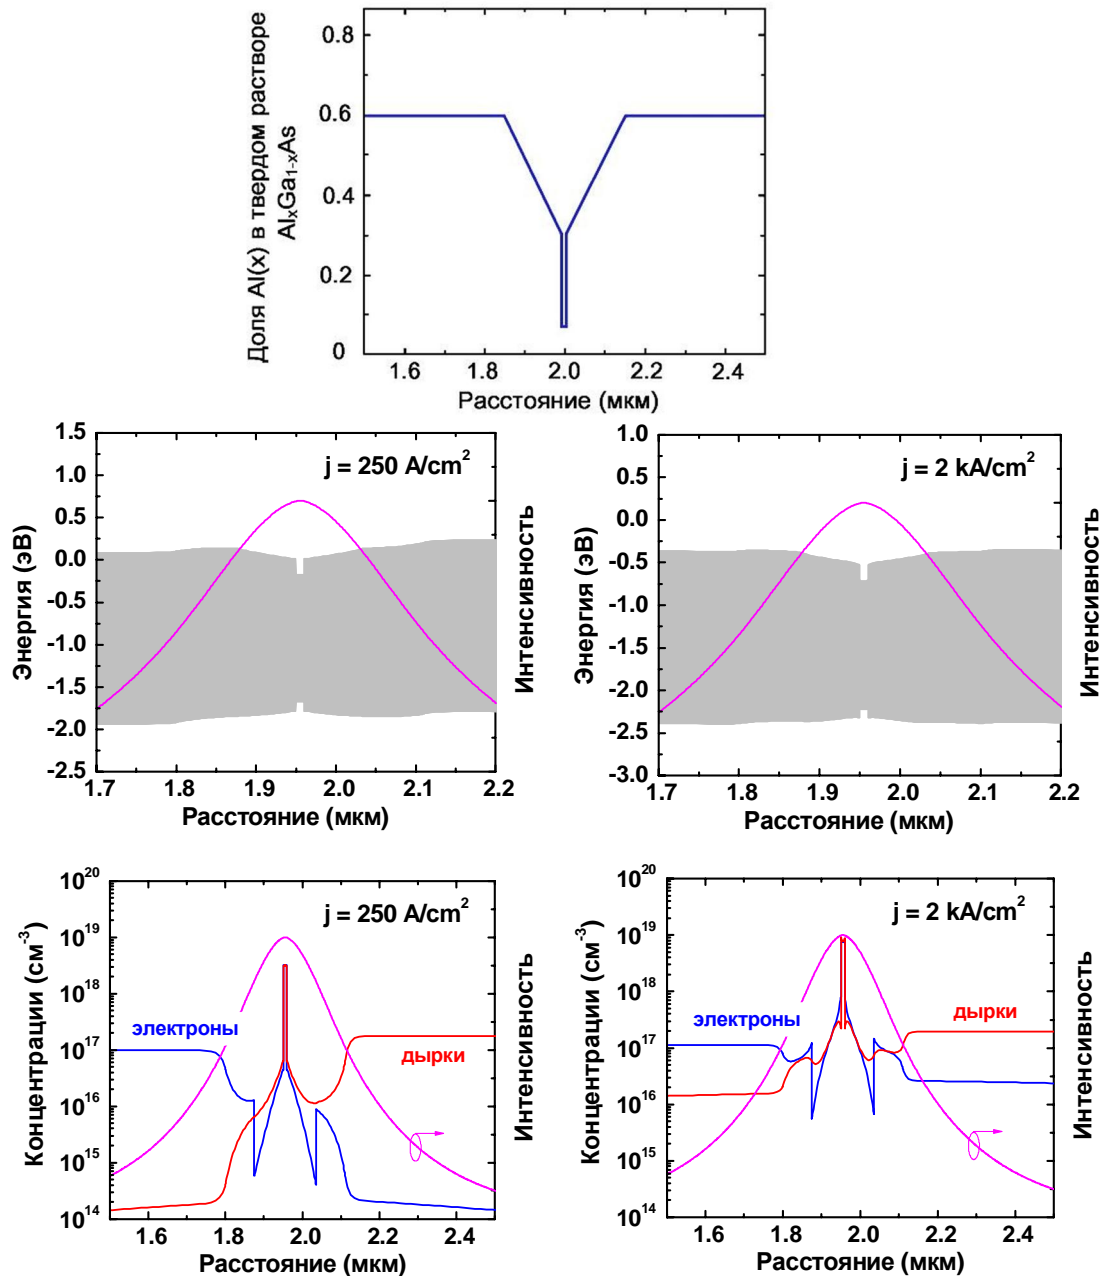 Доля Al(x) в твердом растворе
AlₓGa₁₋ₓAs
0.8
0.6
0.4
0.2
0
1.6 1.8 2.0 2.2 2.4
Расстояние (мкм)
Энергия (эВ)
1.5
1.0
0.5
0.0
-0.5
-1.0
-1.5
-2.0
-2.5
j = 250 A/cm²
1.7 1.8 1.9 2.0 2.1 2.2
Расстояние (мкм)
Интенсивность
Энергия (эВ)
1.0
0.5
0.0
-0.5
-1.0
-1.5
-2.0
-2.5
-3.0
j = 2 kA/cm²
1.7 1.8 1.9 2.0 2.1 2.2
Расстояние (мкм)
Интенсивность
Концентрации (см⁻³)
10²⁰
10¹⁹
10¹⁸
10¹⁷
10¹⁶
10¹⁵
10¹⁴
j = 250 A/cm²
электроны
дырки
1.6 1.8 2.0 2.2 2.4
Расстояние (мкм)
Интенсивность
Концентрации (см⁻³)
10²⁰
10¹⁹
10¹⁸
10¹⁷
10¹⁶
10¹⁵
10¹⁴
j = 2 kA/cm²
электроны
дырки
1.6 1.8 2.0 2.2 2.4
Расстояние (мкм)
Интенсивность